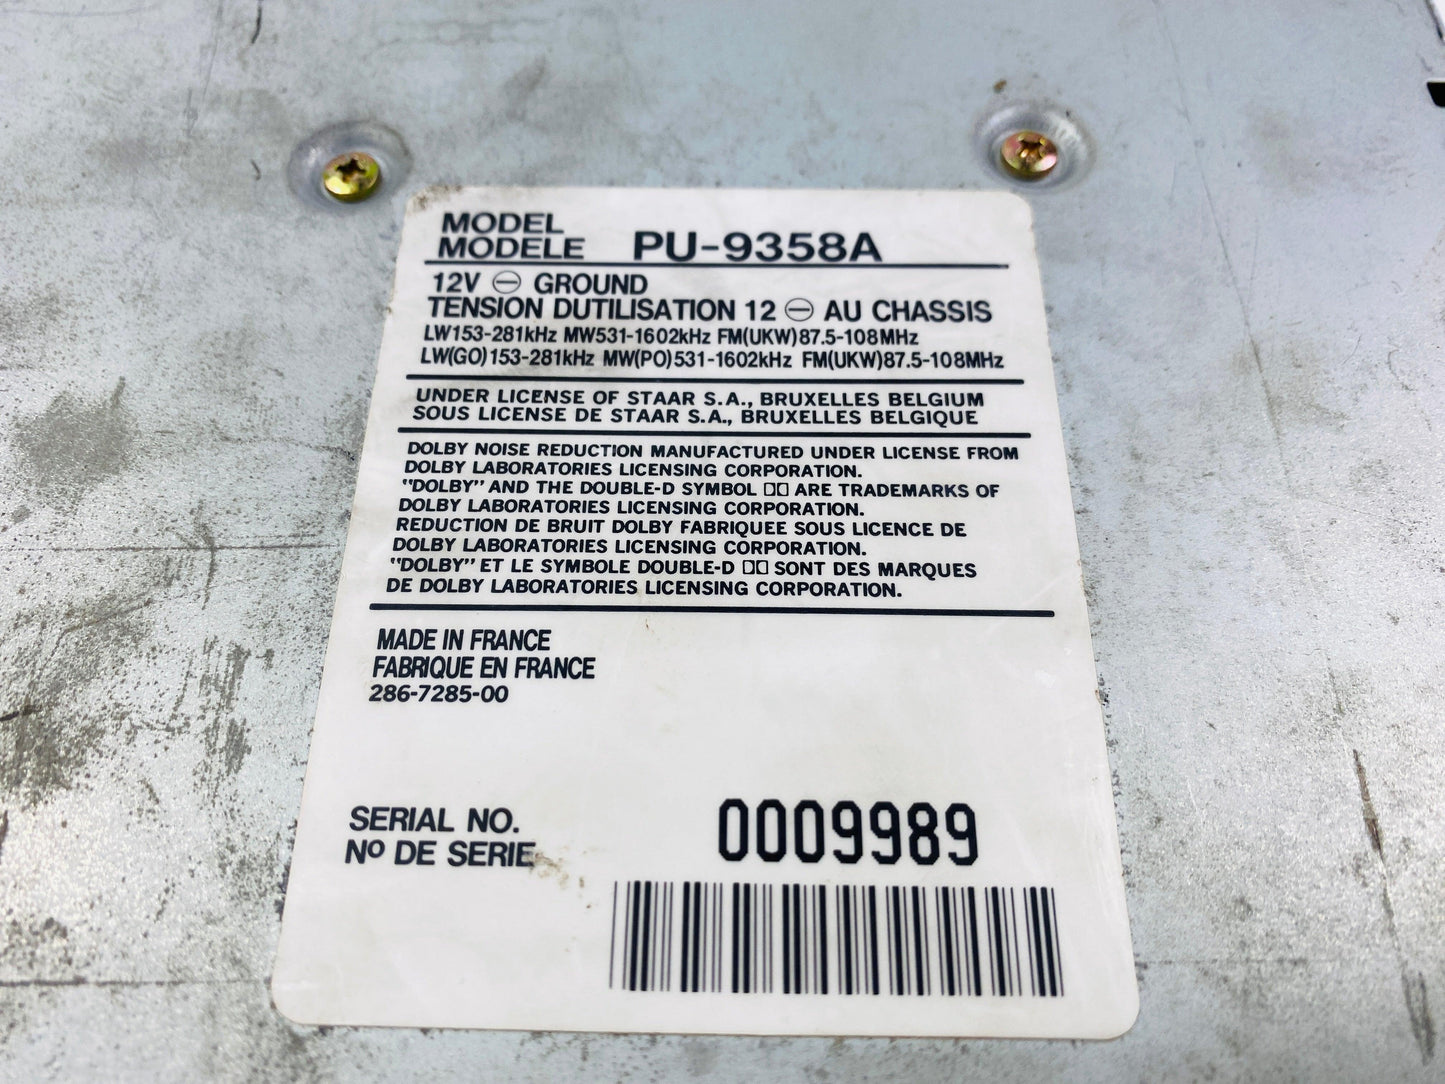 MODEL
MODELE PU-9358A
12V ⊖ GROUND
TENSION DUTILISATION 12 ⊖ AU CHASSIS
LW153-281kHz MW531-1602kHz FM(UKW)87.5-108MHz
LW(GO)153-281kHz MW(PO)531-1602kHz FM(UKW)87.5-108MHz
UNDER LICENSE OF STAAR S.A., BRUXELLES BELGIUM
SOUS LICENSE DE STAAR S.A., BRUXELLES BELGIQUE
DOLBY NOISE REDUCTION MANUFACTURED UNDER LICENSE FROM
DOLBY LABORATORIES LICENSING CORPORATION.
"DOLBY" AND THE DOUBLE-D SYMBOL ▯▯ ARE TRADEMARKS OF
DOLBY LABORATORIES LICENSING CORPORATION.
REDUCTION DE BRUIT DOLBY FABRIQUEE SOUS LICENCE DE
DOLBY LABORATORIES LICENSING CORPORATION.
"DOLBY" ET LE SYMBOLE DOUBLE-D ▯▯ SONT DES MARQUES
DE DOLBY LABORATORIES LICENSING CORPORATION.
MADE IN FRANCE
FABRIQUE EN FRANCE
286-7285-00
SERIAL NO.
Nº DE SERIE 0009989